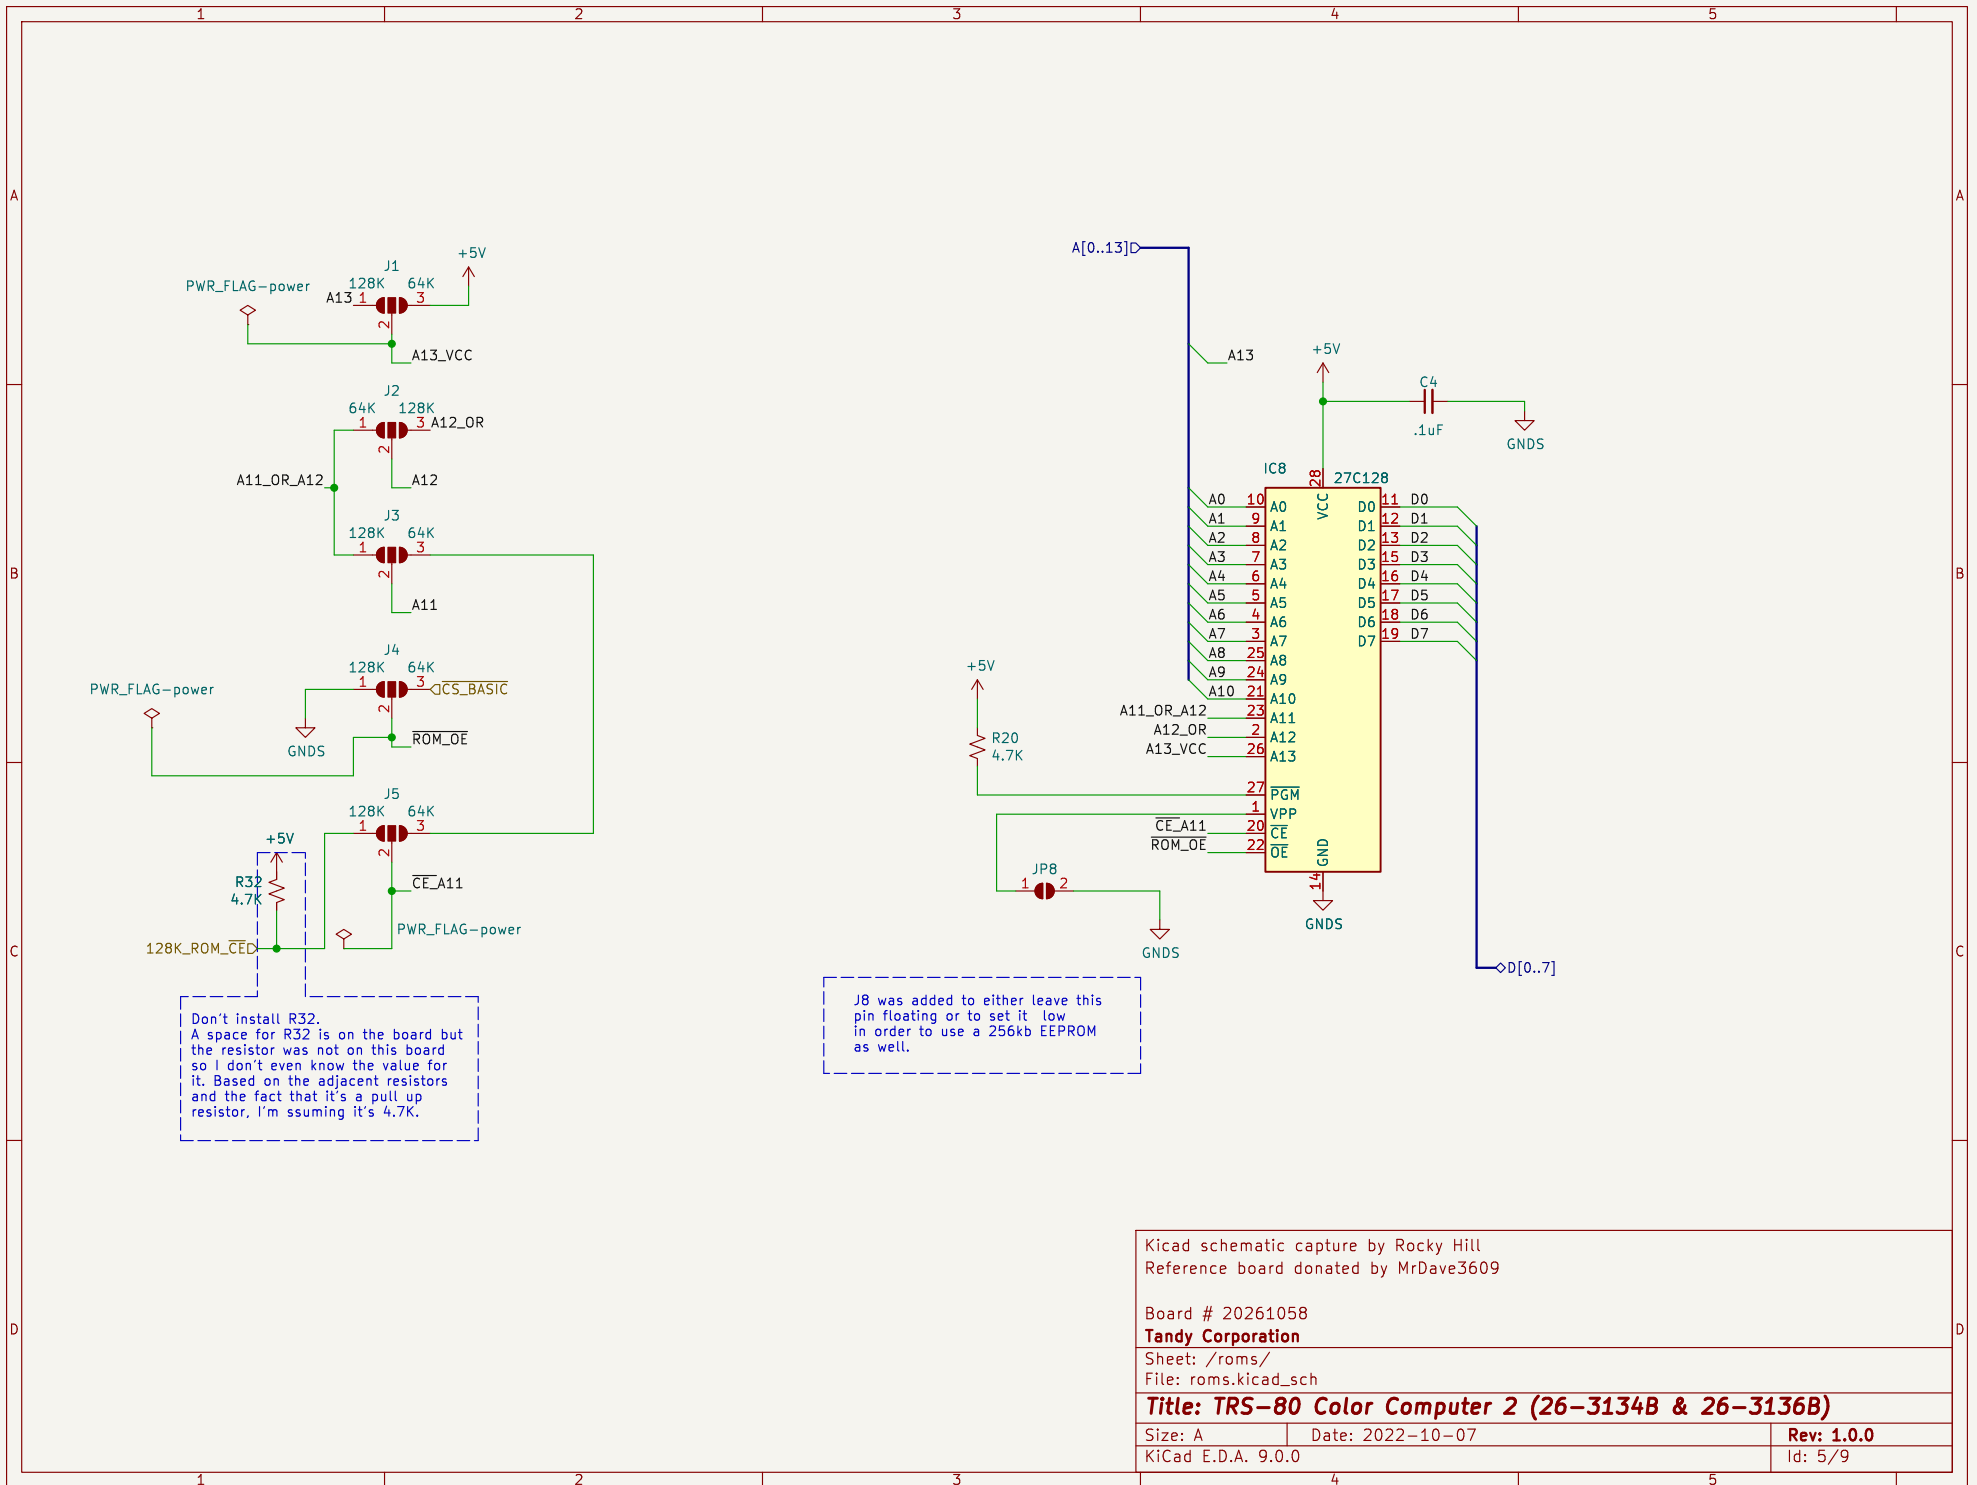 1 2 3 4 5
A A
B B
C C
D D
1 2 3 4 5
PWR_FLAG-power
J1
128K 64K
+5V
A13 1 3
2
A13_VCC
J2
64K 128K
1 3 A12_OR
2
A11_OR_A12
A12
J3
128K 64K
1 3
2
A11
J4
128K 64K
1 3 CS_BASIC
2
PWR_FLAG-power
GNDS
ROM_OE
J5
128K 64K
1 3
2
+5V
R32
4.7K
CE_A11
PWR_FLAG-power
128K_ROM_CE
Don't install R32.
A space for R32 is on the board but
the resistor was not on this board
so I don't even know the value for
it. Based on the adjacent resistors
and the fact that it's a pull up
resistor, I'm ssuming it's 4.7K.
A[0..13]
A13
+5V
C4
.1uF
GNDS
IC8
27C128
28
VCC
A0 10 A0 D0 11 D0
A1 9 A1 D1 12 D1
A2 8 A2 D2 13 D2
A3 7 A3 D3 15 D3
A4 6 A4 D4 16 D4
A5 5 A5 D5 17 D5
A6 4 A6 D6 18 D6
A7 3 A7 D7 19 D7
A8 25 A8
A9 24 A9
A10 21 A10
A11_OR_A12 23 A11
A12_OR 2 A12
A13_VCC 26 A13
27 PGM
1 VPP
CE_A11 20 CE
ROM_OE 22 OE
GND
14
GNDS
+5V
R20
4.7K
JP8
1 2
GNDS
D[0..7]
J8 was added to either leave this
pin floating or to set it  low
in order to use a 256kb EEPROM
as well.
Kicad schematic capture by Rocky Hill
Reference board donated by MrDave3609
Board # 20261058
Tandy Corporation
Sheet: /roms/
File: roms.kicad_sch
Title: TRS-80 Color Computer 2 (26-3134B & 26-3136B)
Size: A Date: 2022-10-07 Rev: 1.0.0
KiCad E.D.A. 9.0.0 Id: 5/9